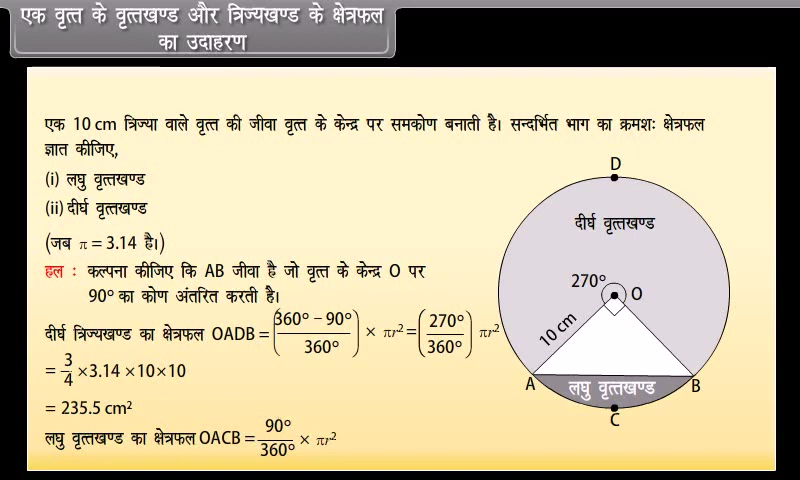 एक वृत्त के वृत्तखण्ड और त्रिज्यखण्ड के क्षेत्रफल
का उदाहरण
एक 10 cm त्रिज्या वाले वृत्त की जीवा वृत्त के केन्द्र पर समकोण बनाती है। सन्दर्भित भाग का क्रमशः क्षेत्रफल
ज्ञात कीजिए,
(i) लघु वृत्तखण्ड
(ii) दीर्घ वृत्तखण्ड
(जब π = 3.14 है।)
हल : कल्पना कीजिए कि AB जीवा है जो वृत्त के केन्द्र O पर
90° का कोण अंतरित करती है।
दीर्घ त्रिज्यखण्ड का क्षेत्रफल OADB = (360° − 90° / 360°) × πr² = (270° / 360°) πr²
= 3/4 ×3.14 ×10×10
= 235.5 cm²
लघु वृत्तखण्ड का क्षेत्रफल OACB = 90°/360° × πr²
D
दीर्घ वृत्तखण्ड
270°
O
10 cm
A
लघु वृत्तखण्ड
B
C